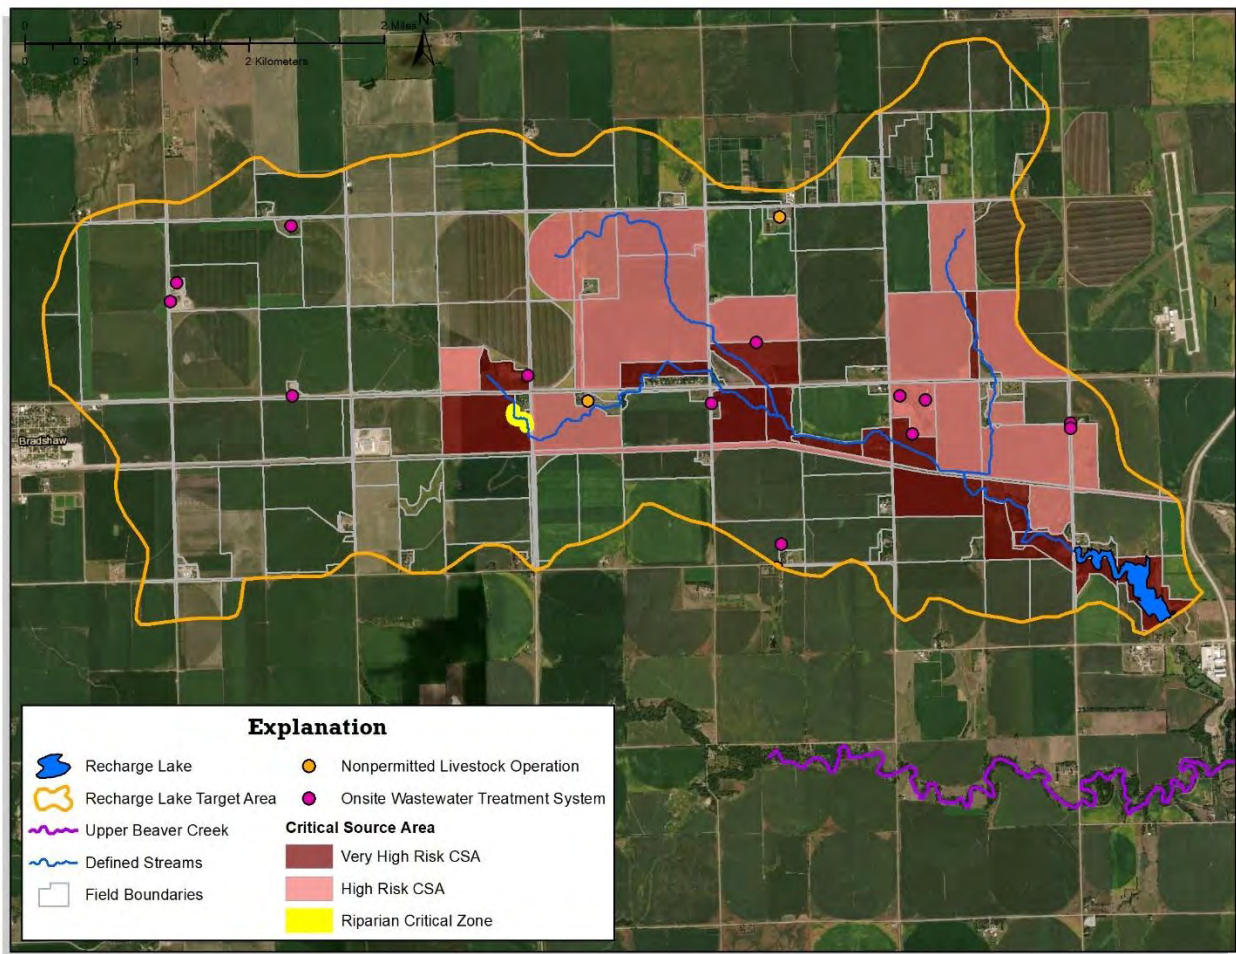 0 0.5 2 Miles
N
0 0.5 1 2 Kilometers
Bradshaw
Explanation
Recharge Lake
Recharge Lake Target Area
Upper Beaver Creek
Defined Streams
Field Boundaries
Nonpermitted Livestock Operation
Onsite Wastewater Treatment System
Critical Source Area
Very High Risk CSA
High Risk CSA
Riparian Critical Zone